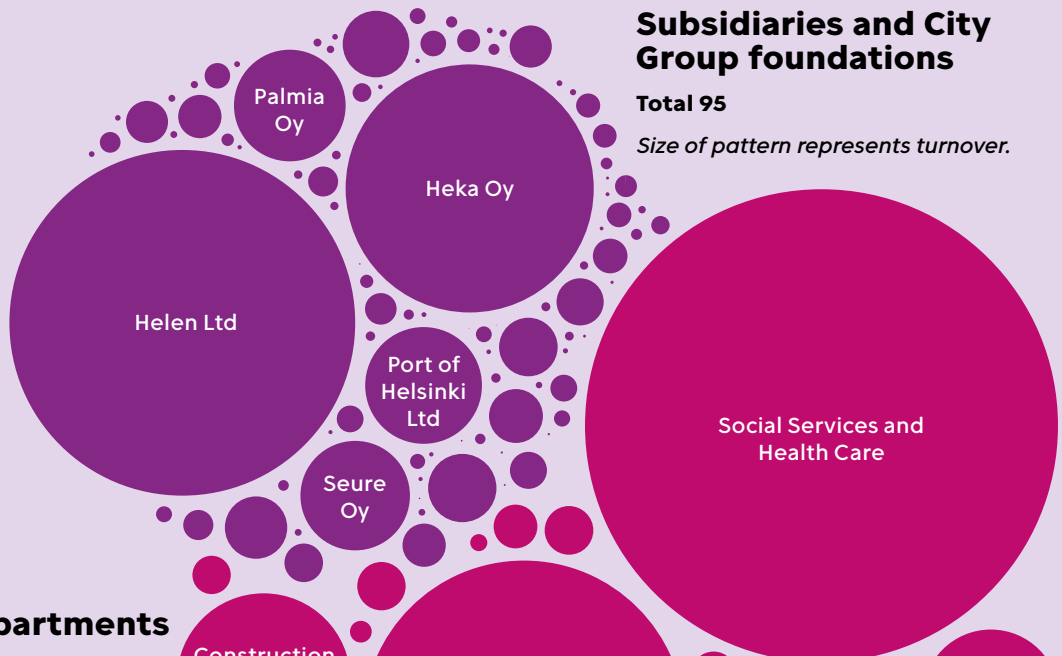 Subsidiaries and City
Group foundations
Total 95
Size of pattern represents turnover.
Palmia
Oy
Heka Oy
Helen Ltd
Port of
Helsinki
Ltd
Social Services and
Health Care
Seure
Oy
partments
Construction